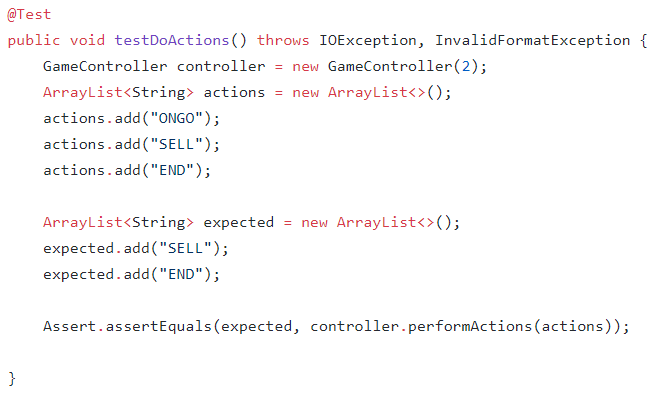 @Test
public void testDoActions() throws IOException, InvalidFormatException {
    GameController controller = new GameController(2);
    ArrayList<String> actions = new ArrayList<>();
    actions.add("ONGO");
    actions.add("SELL");
    actions.add("END");

    ArrayList<String> expected = new ArrayList<>();
    expected.add("SELL");
    expected.add("END");

    Assert.assertEquals(expected, controller.performActions(actions));

}